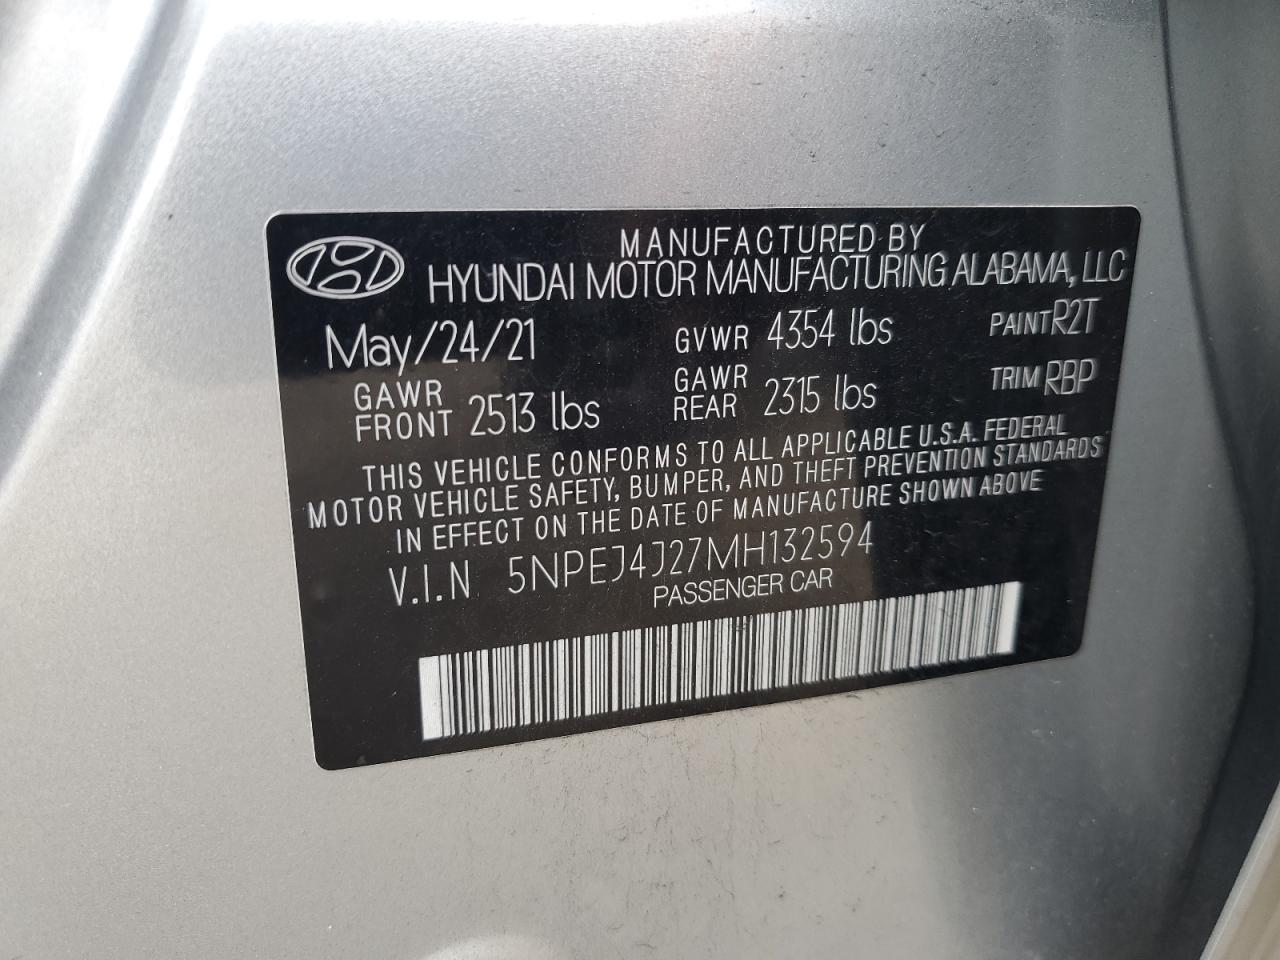 MANUFACTURED BY
HYUNDAI MOTOR MANUFACTURING ALABAMA, LLC
May/24/21 GVWR 4354 lbs PAINT R2T
GAWR FRONT 2513 lbs GAWR REAR 2315 lbs TRIM RBP
THIS VEHICLE CONFORMS TO ALL APPLICABLE U.S.A. FEDERAL
MOTOR VEHICLE SAFETY, BUMPER, AND THEFT PREVENTION STANDARDS
IN EFFECT ON THE DATE OF MANUFACTURE SHOWN ABOVE
V.I.N 5NPEJ4J27MH132594
PASSENGER CAR